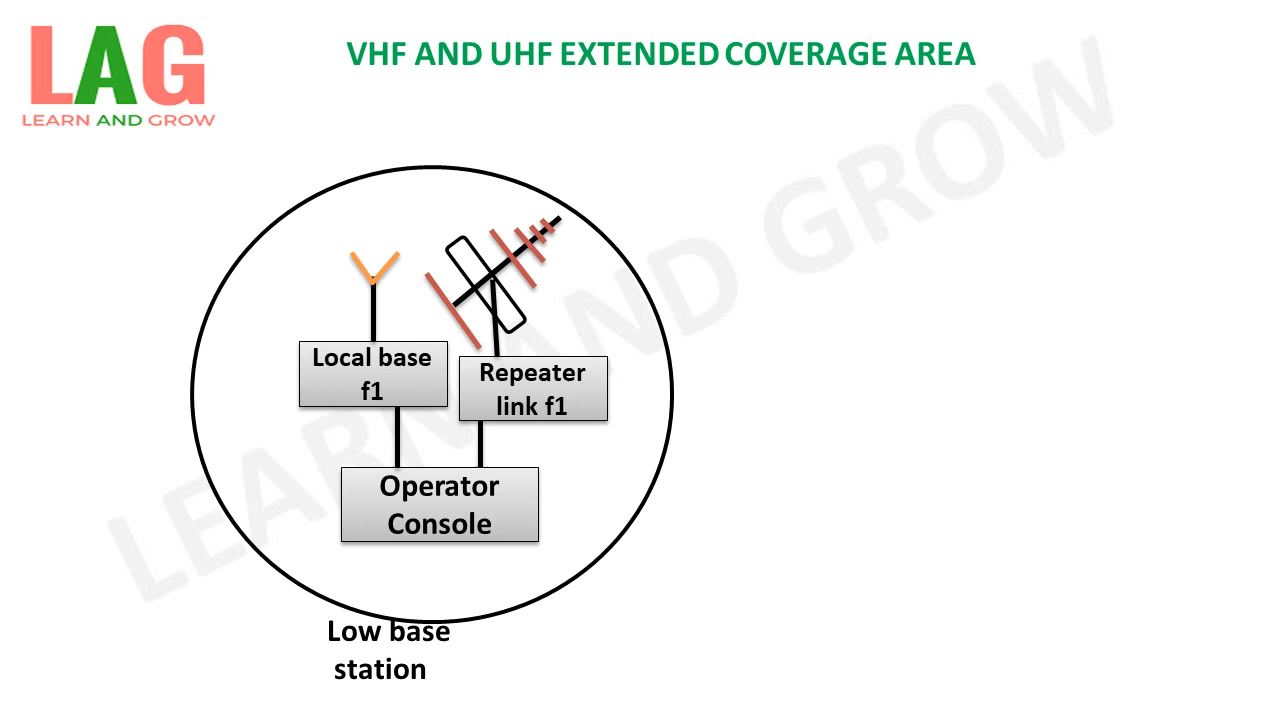 LAG
LEARN AND GROW
VHF AND UHF EXTENDED COVERAGE AREA
LEARN AND GROW
Local base
f1
Repeater
link f1
Operator
Console
Low base
station